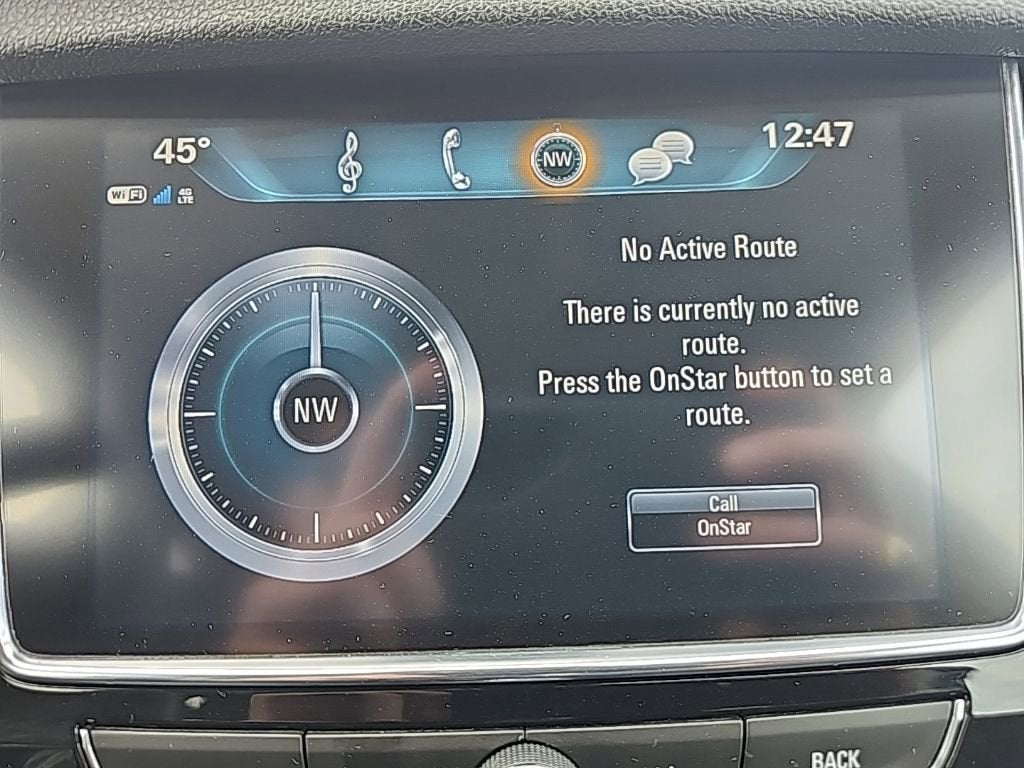 45°
NW
12:47
WiFi
4G
LTE
No Active Route
There is currently no active
route.
Press the OnStar button to set a
route.
NW
Call
OnStar
BACK